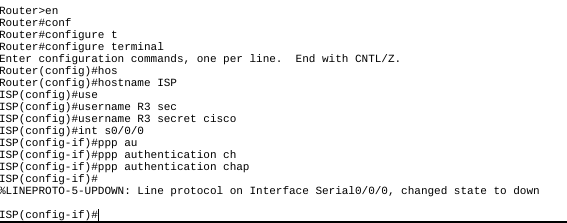 Router>en
Router#conf
Router#configure t
Router#configure terminal
Enter configuration commands, one per line.  End with CNTL/Z.
Router(config)#hos
Router(config)#hostname ISP
ISP(config)#use
ISP(config)#username R3 sec
ISP(config)#username R3 secret cisco
ISP(config)#int s0/0/0
ISP(config-if)#ppp au
ISP(config-if)#ppp authentication ch
ISP(config-if)#ppp authentication chap
ISP(config-if)#
%LINEPROTO-5-UPDOWN: Line protocol on Interface Serial0/0/0, changed state to down
ISP(config-if)#